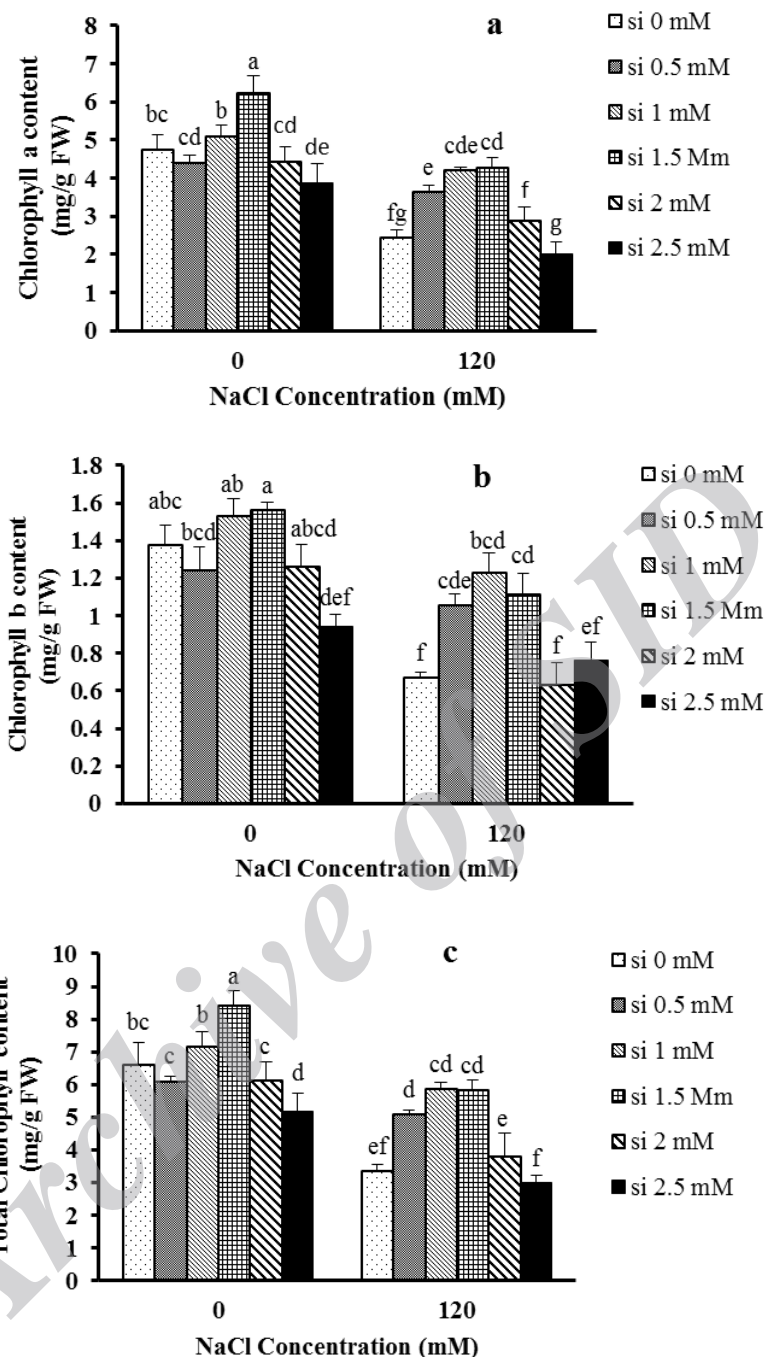 a
8
7
6
5
4
3
2
1
0
Chlorophyll a content
(mg/g FW)
bc
cd
b
a
cd
de
fg
e
cde
cd
f
g
0
120
NaCl Concentration (mM)
si 0 mM
si 0.5 mM
si 1 mM
si 1.5 Mm
si 2 mM
si 2.5 mM
b
1.8
1.6
1.4
1.2
1
0.8
0.6
0.4
0.2
0
Chlorophyll b content
(mg/g FW)
abc
bcd
ab
a
abcd
def
f
cde
bcd
cd
f
ef
0
120
NaCl Concentration (mM)
si 0 mM
si 0.5 mM
si 1 mM
si 1.5 Mm
si 2 mM
si 2.5 mM
c
10
9
8
7
6
5
4
3
2
1
0
Total Chlorophyll content
(mg/g FW)
bc
c
b
a
c
d
ef
d
cd
cd
e
f
0
120
NaCl Concentration (mM)
si 0 mM
si 0.5 mM
si 1 mM
si 1.5 Mm
si 2 mM
si 2.5 mM
Archive of SID